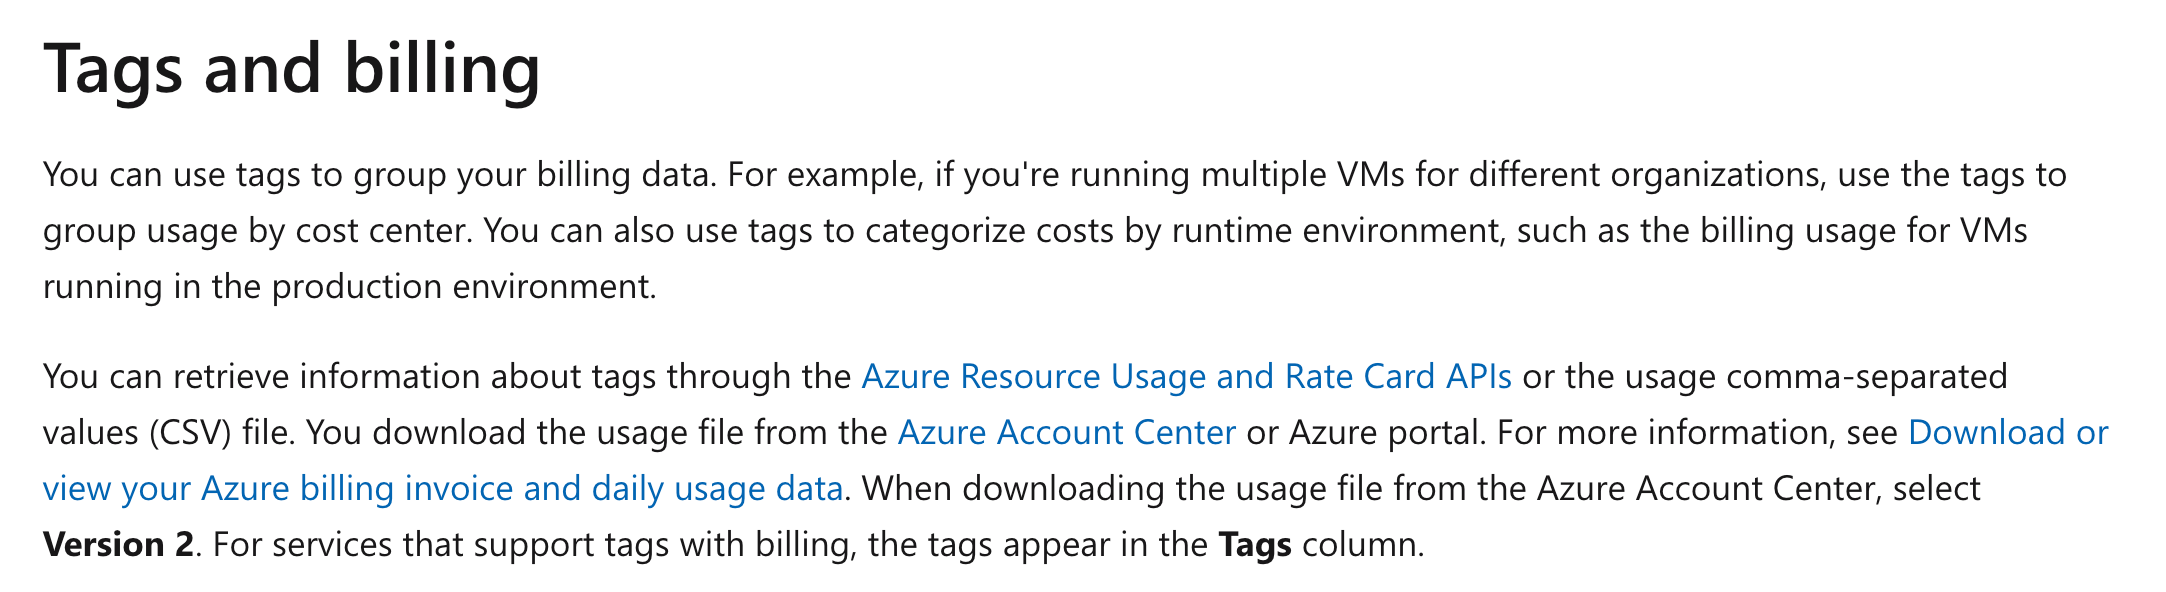 Tags and billing
You can use tags to group your billing data. For example, if you're running multiple VMs for different organizations, use the tags to
group usage by cost center. You can also use tags to categorize costs by runtime environment, such as the billing usage for VMs
running in the production environment.
You can retrieve information about tags through the Azure Resource Usage and Rate Card APIs or the usage comma-separated
values (CSV) file. You download the usage file from the Azure Account Center or Azure portal. For more information, see Download or
view your Azure billing invoice and daily usage data. When downloading the usage file from the Azure Account Center, select
Version 2. For services that support tags with billing, the tags appear in the Tags column.